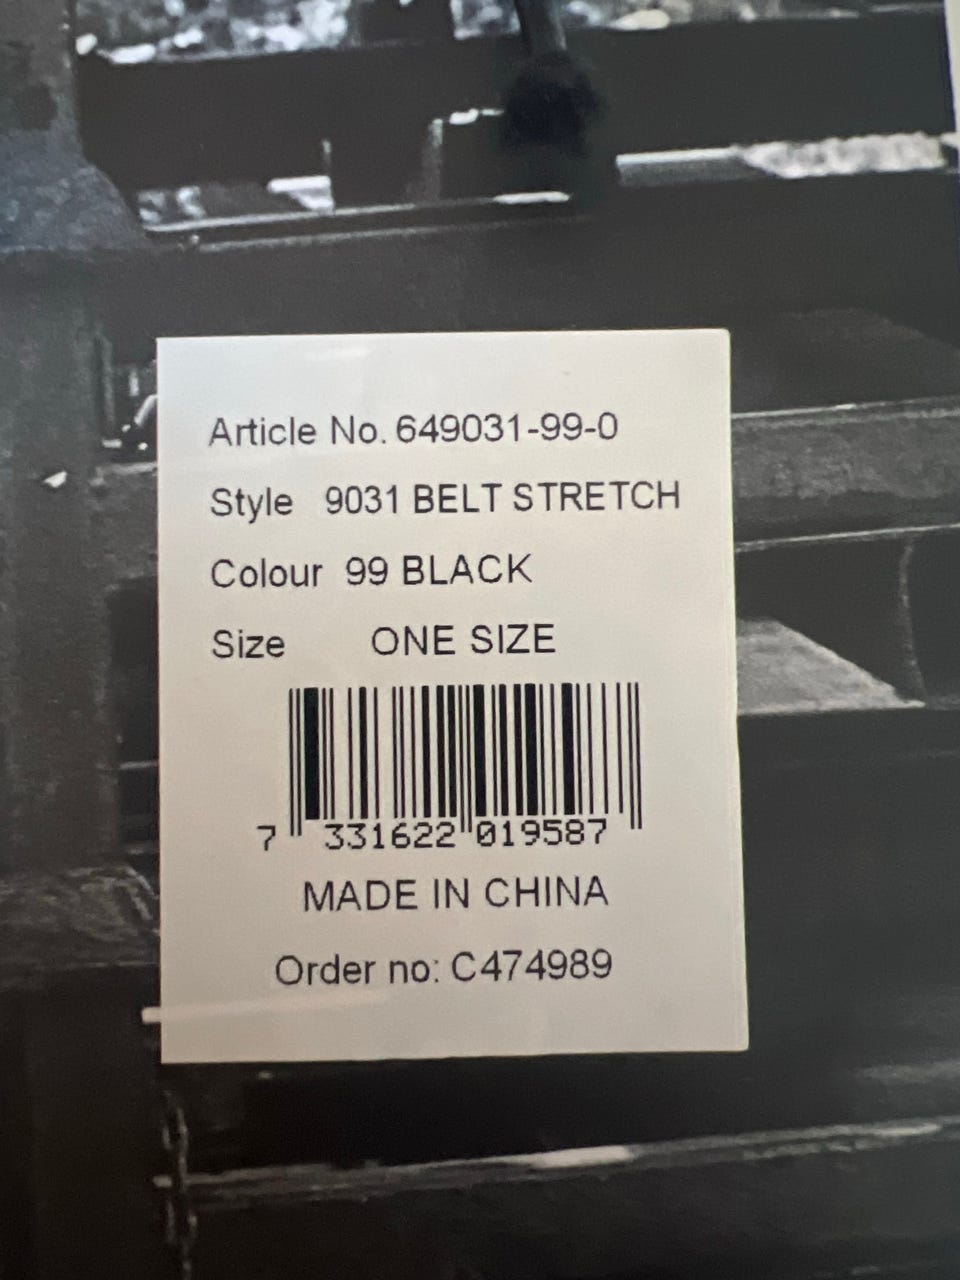 Article No. 649031-99-0
Style 9031 BELT STRETCH
Colour 99 BLACK
Size ONE SIZE
7 331622 019587
MADE IN CHINA
Order no: C474989